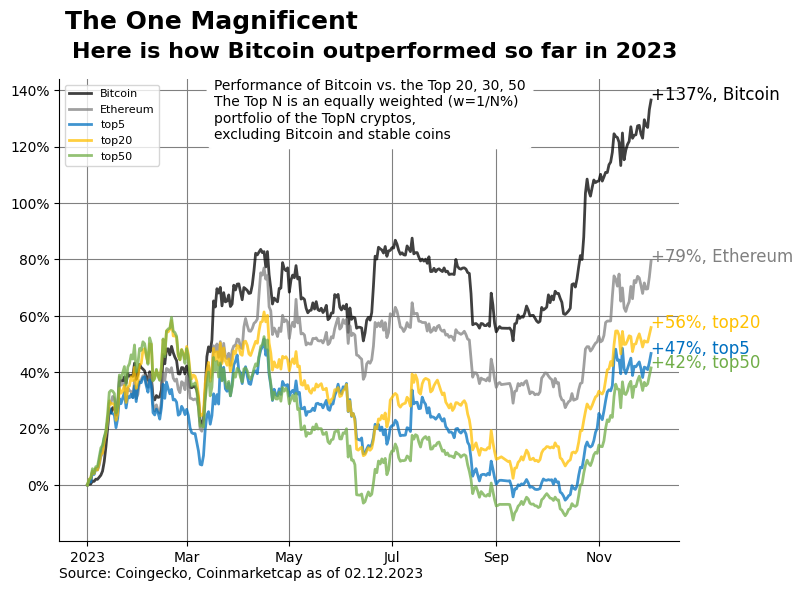 The One Magnificent
Here is how Bitcoin outperformed so far in 2023
140%
120%
100%
80%
60%
40%
20%
0%
Bitcoin
Ethereum
top5
top20
top50
Performance of Bitcoin vs. the Top 20, 30, 50
The Top N is an equally weighted (w=1/N%)
portfolio of the TopN cryptos,
excluding Bitcoin and stable coins
+137%, Bitcoin
+79%, Ethereum
+56%, top20
+47%, top5
+42%, top50
2023 Mar May Jul Sep Nov
Source: Coingecko, Coinmarketcap as of 02.12.2023